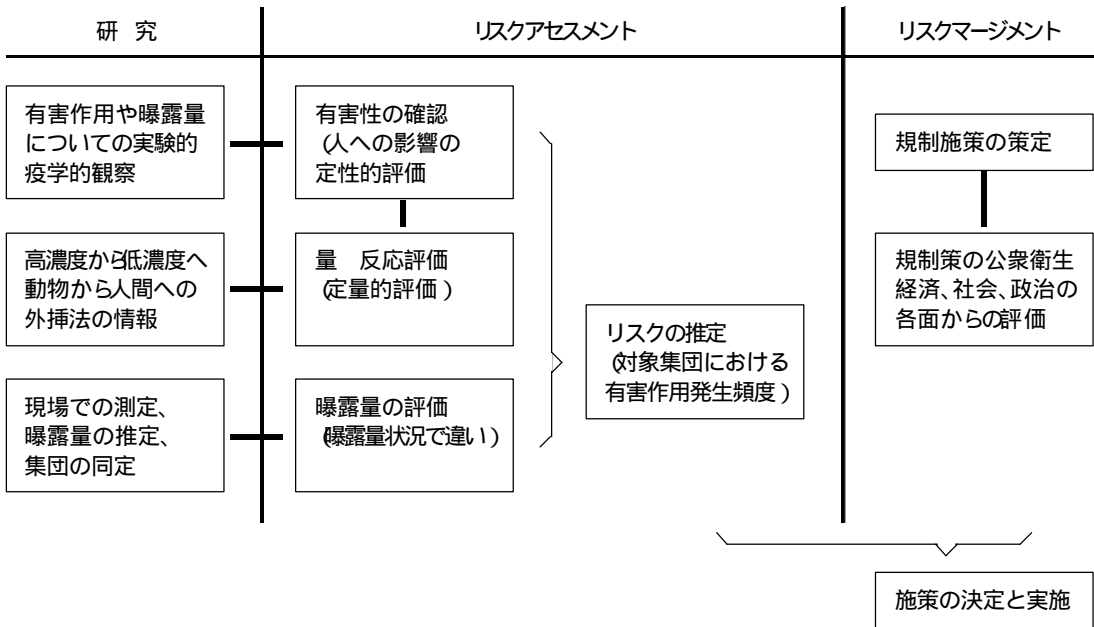 研 究
リスクアセスメント
リスクマージメント
有害作用や曝露量
についての実験的
疫学的観察
有害性の確認
(人への影響の
定性的評価
規制施策の策定
高濃度から低濃度へ
動物から人間への
外挿法の情報
量 反応評価
(定量的評価)
規制策の公衆衛生
経済、社会、政治の
各面からの評価
リスクの推定
(対象集団における
有害作用発生頻度)
現場での測定、
曝露量の推定、
集団の同定
曝露量の評価
(曝露量状況で違い)
施策の決定と実施